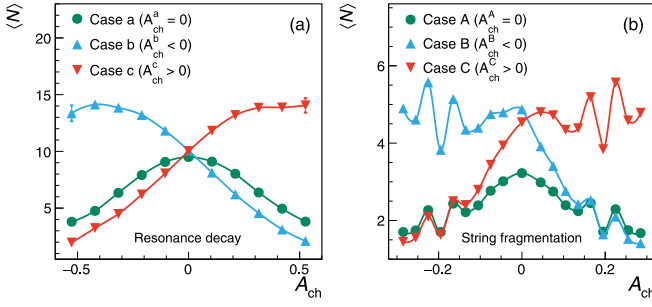 ⟨N⟩
20
15
10
5
Case a (A^a_ch = 0)
Case b (A^b_ch < 0)
Case c (A^c_ch > 0)
(a)
Resonance decay
−0.5 0 0.5
A_ch
⟨N⟩
8
6
4
2
Case A (A^A_ch = 0)
Case B (A^B_ch < 0)
Case C (A^C_ch > 0)
(b)
String fragmentation
−0.2 0 0.2
A_ch